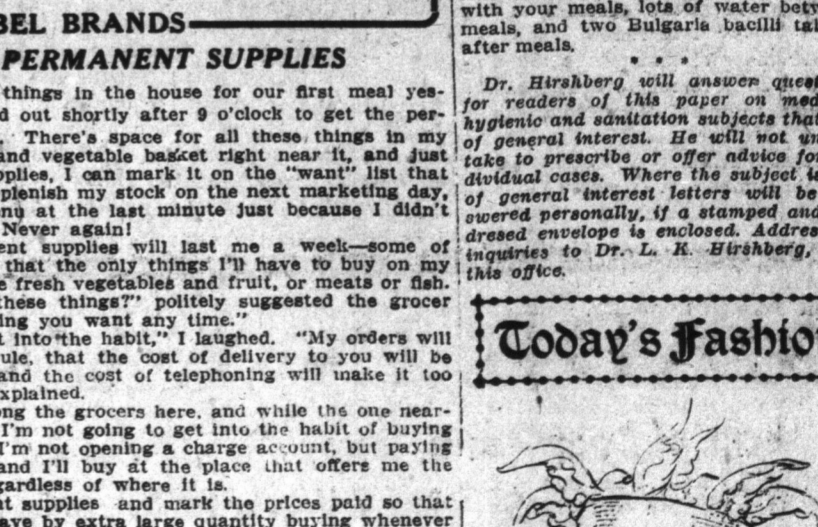 BEL BRANDS
PERMANENT SUPPLIES
things in the house for our first meal yes-
d out shortly after 9 o'clock to get the per-
. There's space for all these things in my
and vegetable basket right near it, and just
pplies, I can mark it on the "want" list that
plenish my stock on the next marketing day,
enu at the last minute just because I didn't
Never again!
ent supplies will last me a week—some of
that the only things I'll have to buy on my
e fresh vegetables and fruit, or meats or fish.
these things?" politely suggested the grocer
ing you want any time."
t into the habit," I laughed. "My orders will
ule, that the cost of delivery to you will be
and the cost of telephoning will make it too
xplained.
ong the grocers here, and while the one near-
I'm not going to get into the habit of buying
I'm not opening a charge account, but paying
and I'll buy at the place that offers me the
gardless of where it is.
nt supplies and mark the prices paid so that
ave by extra large quantity buying whenever
with your meals, lots of water betw
meals, and two Bulgaria bacilli tab
after meals.
* * *
Dr. Hirshberg will answer quest
for readers of this paper on med
hygienic and sanitation subjects that
of general interest. He will not un
take to prescribe or offer advice for
dividual cases. Where the subject is
of general interest letters will be
swered personally, if a stamped and
dressed envelope is enclosed. Addres
inquiries to Dr. L. K. Hirshberg,
this office.
Today's Fashio